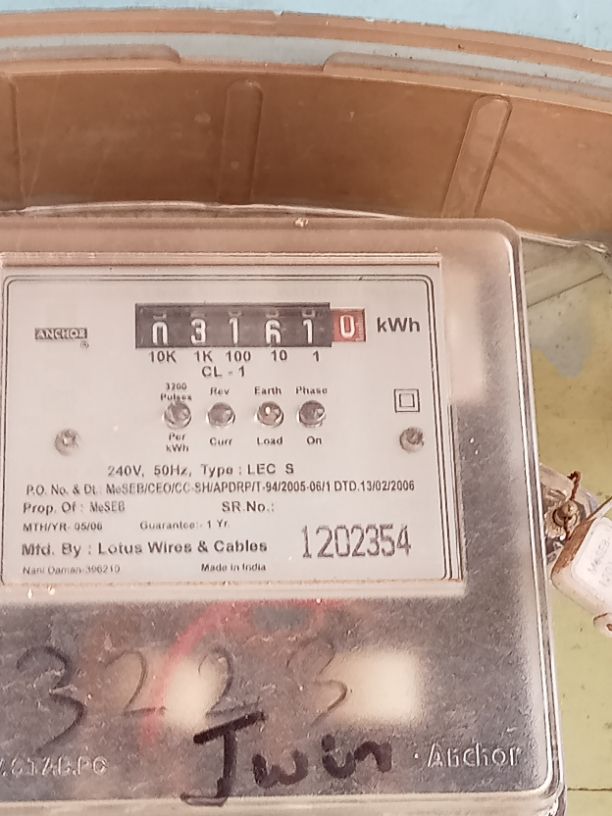 ANCHOR
®
03161 0 kWh
10K 1K 100 10 1
CL - 1
3200 Pulses Rev Earth Phase
Per kWh Curr Load On
240V, 50Hz, Type : LEC S
P.O. No. & Dt.: MeSEB/CEO/CC-SH/APDRP/T-94/2005-06/1 DTD.13/02/2006
Prop. Of : MeSEB SR.No.:
MTH/YR- 05/06 Guarantee:- 1 Yr.
Mfd. By : Lotus Wires & Cables 1202354
Nani Daman-396210 Made in India
3223
Jwin
Anchor